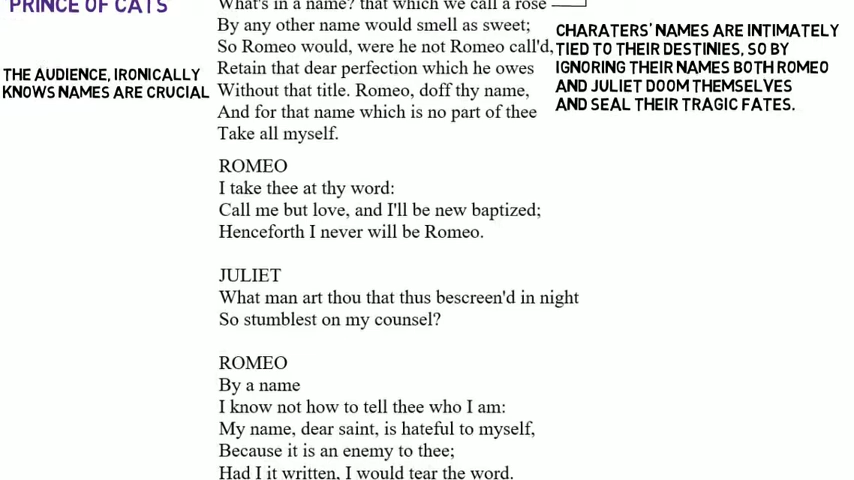 PRINCE OF CATS
What's in a name? that which we call a rose
By any other name would smell as sweet;
So Romeo would, were he not Romeo call'd,
Retain that dear perfection which he owes
Without that title. Romeo, doff thy name,
And for that name which is no part of thee
Take all myself.
THE AUDIENCE, IRONICALLY
KNOWS NAMES ARE CRUCIAL
CHARATERS' NAMES ARE INTIMATELY
TIED TO THEIR DESTINIES, SO BY
IGNORING THEIR NAMES BOTH ROMEO
AND JULIET DOOM THEMSELVES
AND SEAL THEIR TRAGIC FATES.
ROMEO
I take thee at thy word:
Call me but love, and I'll be new baptized;
Henceforth I never will be Romeo.
JULIET
What man art thou that thus bescreen'd in night
So stumblest on my counsel?
ROMEO
By a name
I know not how to tell thee who I am:
My name, dear saint, is hateful to myself,
Because it is an enemy to thee;
Had I it written, I would tear the word.